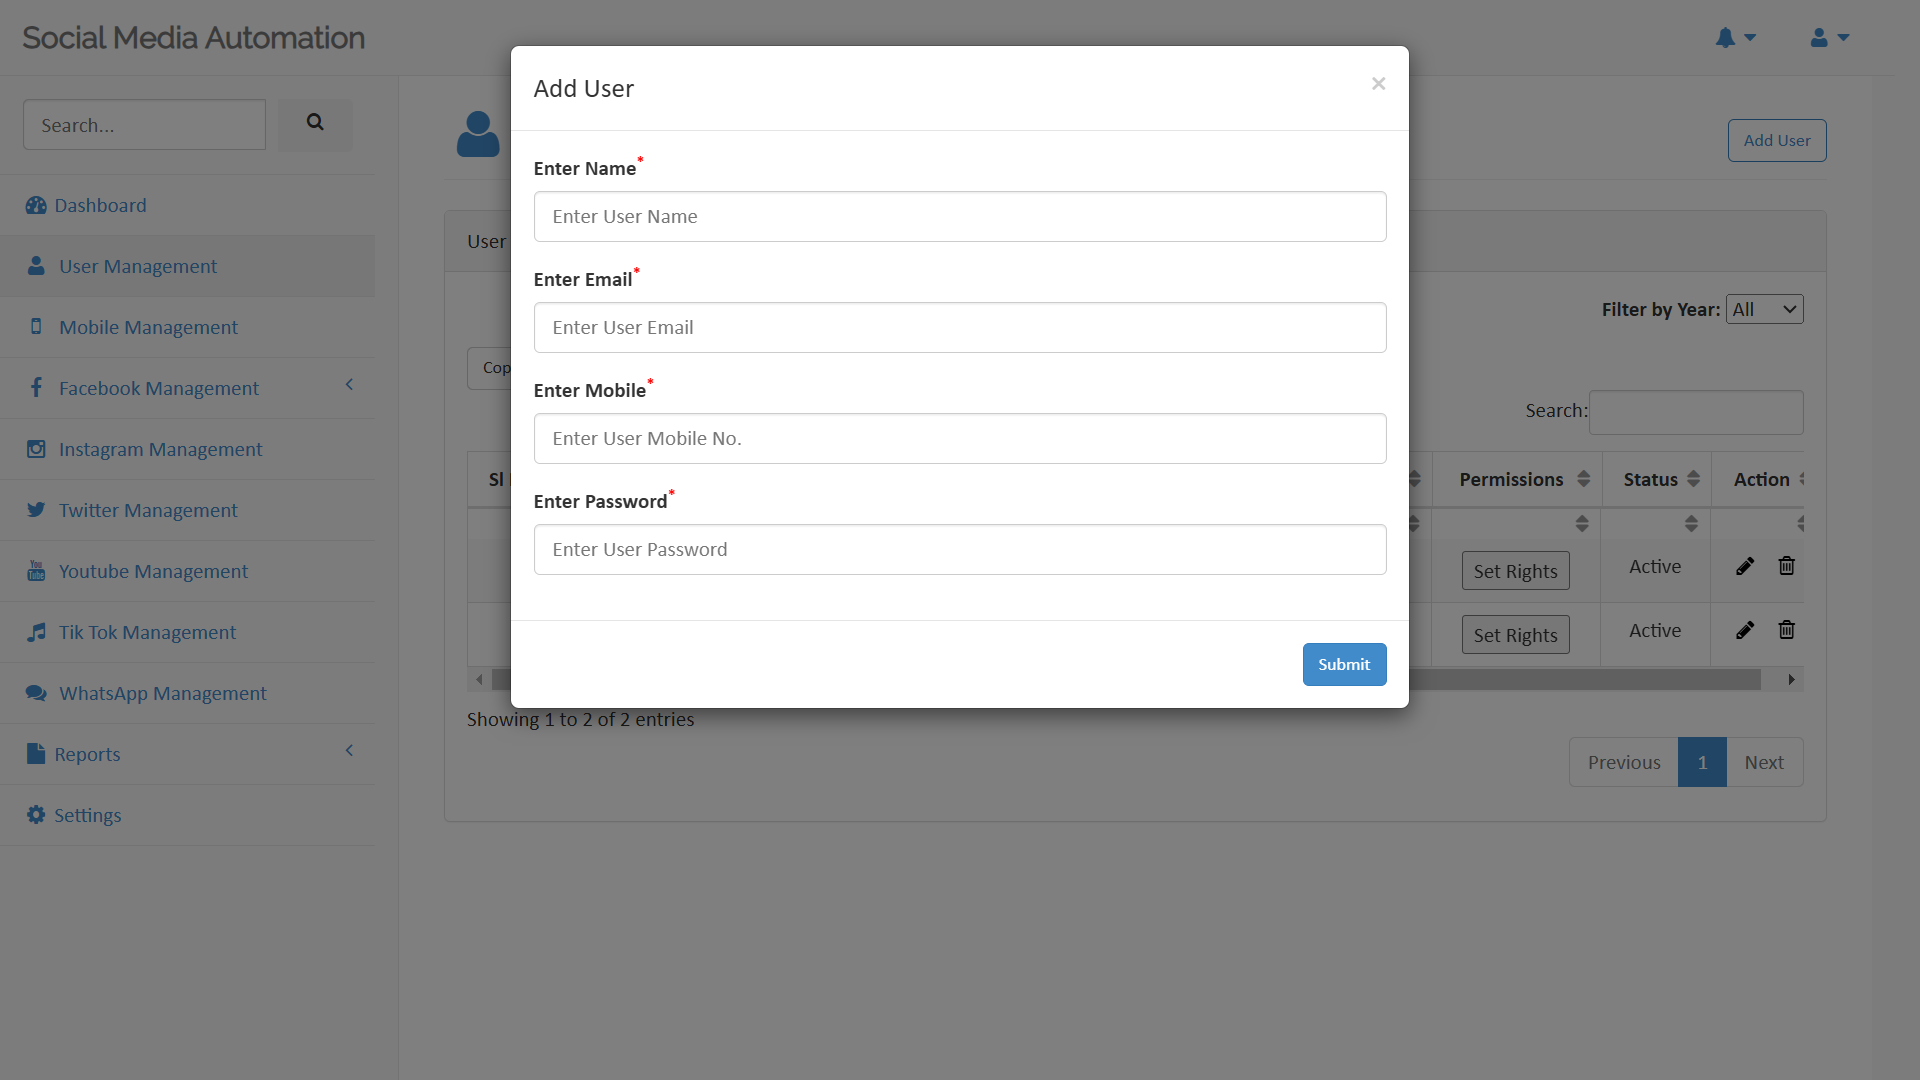 Social Media Automation
Add User
×
Search...
Add User
Enter Name*
Enter User Name
Dashboard
User
User Management
Enter Email*
Filter by Year: All
Enter User Email
Mobile Management
Cop
Enter Mobile*
Facebook Management
Search:
Enter User Mobile No.
Instagram Management
Sl
Permissions Status Action
Enter Password*
Twitter Management
Enter User Password
Set Rights Active
You Tube
Youtube Management
Set Rights Active
Tik Tok Management
Submit
WhatsApp Management
Showing 1 to 2 of 2 entries
Reports
Previous 1 Next
Settings